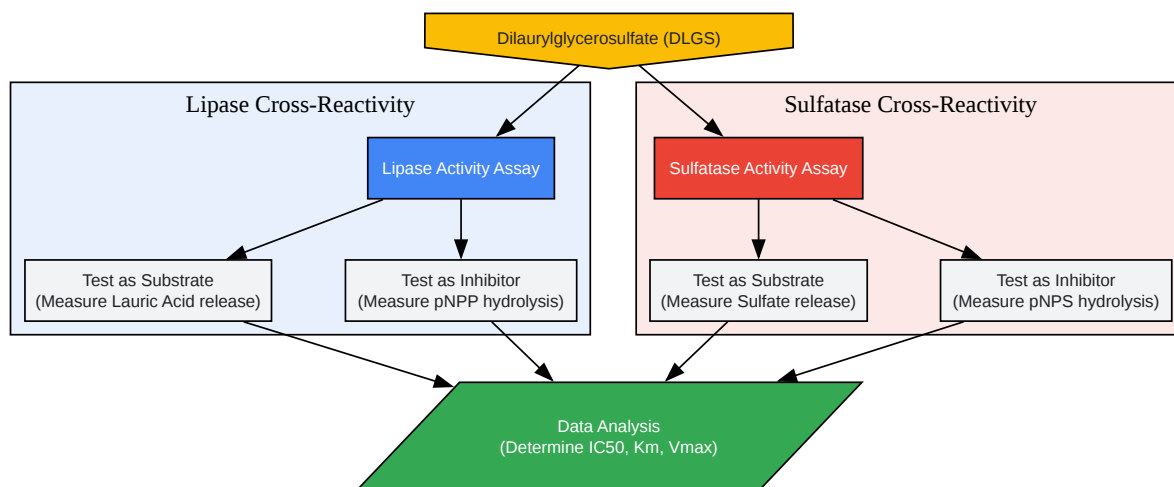 Dilaurylglycerosulfate (DLGS)
Lipase Cross-Reactivity
Sulfatase Cross-Reactivity
Lipase Activity Assay
Sulfatase Activity Assay
Test as Substrate
(Measure Lauric Acid release)
Test as Inhibitor
(Measure pNPP hydrolysis)
Test as Substrate
(Measure Sulfate release)
Test as Inhibitor
(Measure pNPS hydrolysis)
Data Analysis
(Determine IC50, Km, Vmax)